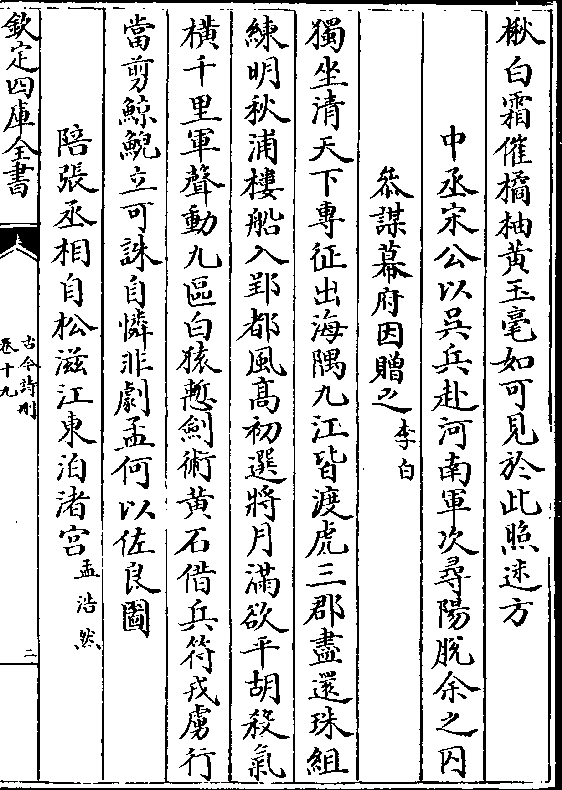 楸白霜催橘柚黄玉毫如可見於此照迷方
中丞宋公以吳兵赴河南軍次尋陽脫余之囚
叅謀幕府因贈之李白
獨坐清天下專征出海隅九江皆渡虎三郡盡還珠組
練明秋浦樓船入郢都風髙初選將月滿欲平胡殺氣
橫千里軍聲動九區白猿慙劍術黃石借兵符戎虜行
當剪鯨鯢立可誅自憐非劇孟何以佐良圖
陪張丞相自松滋江東泊渚宮孟浩然
欽定四庫全書
古今詩刪
卷十九
二